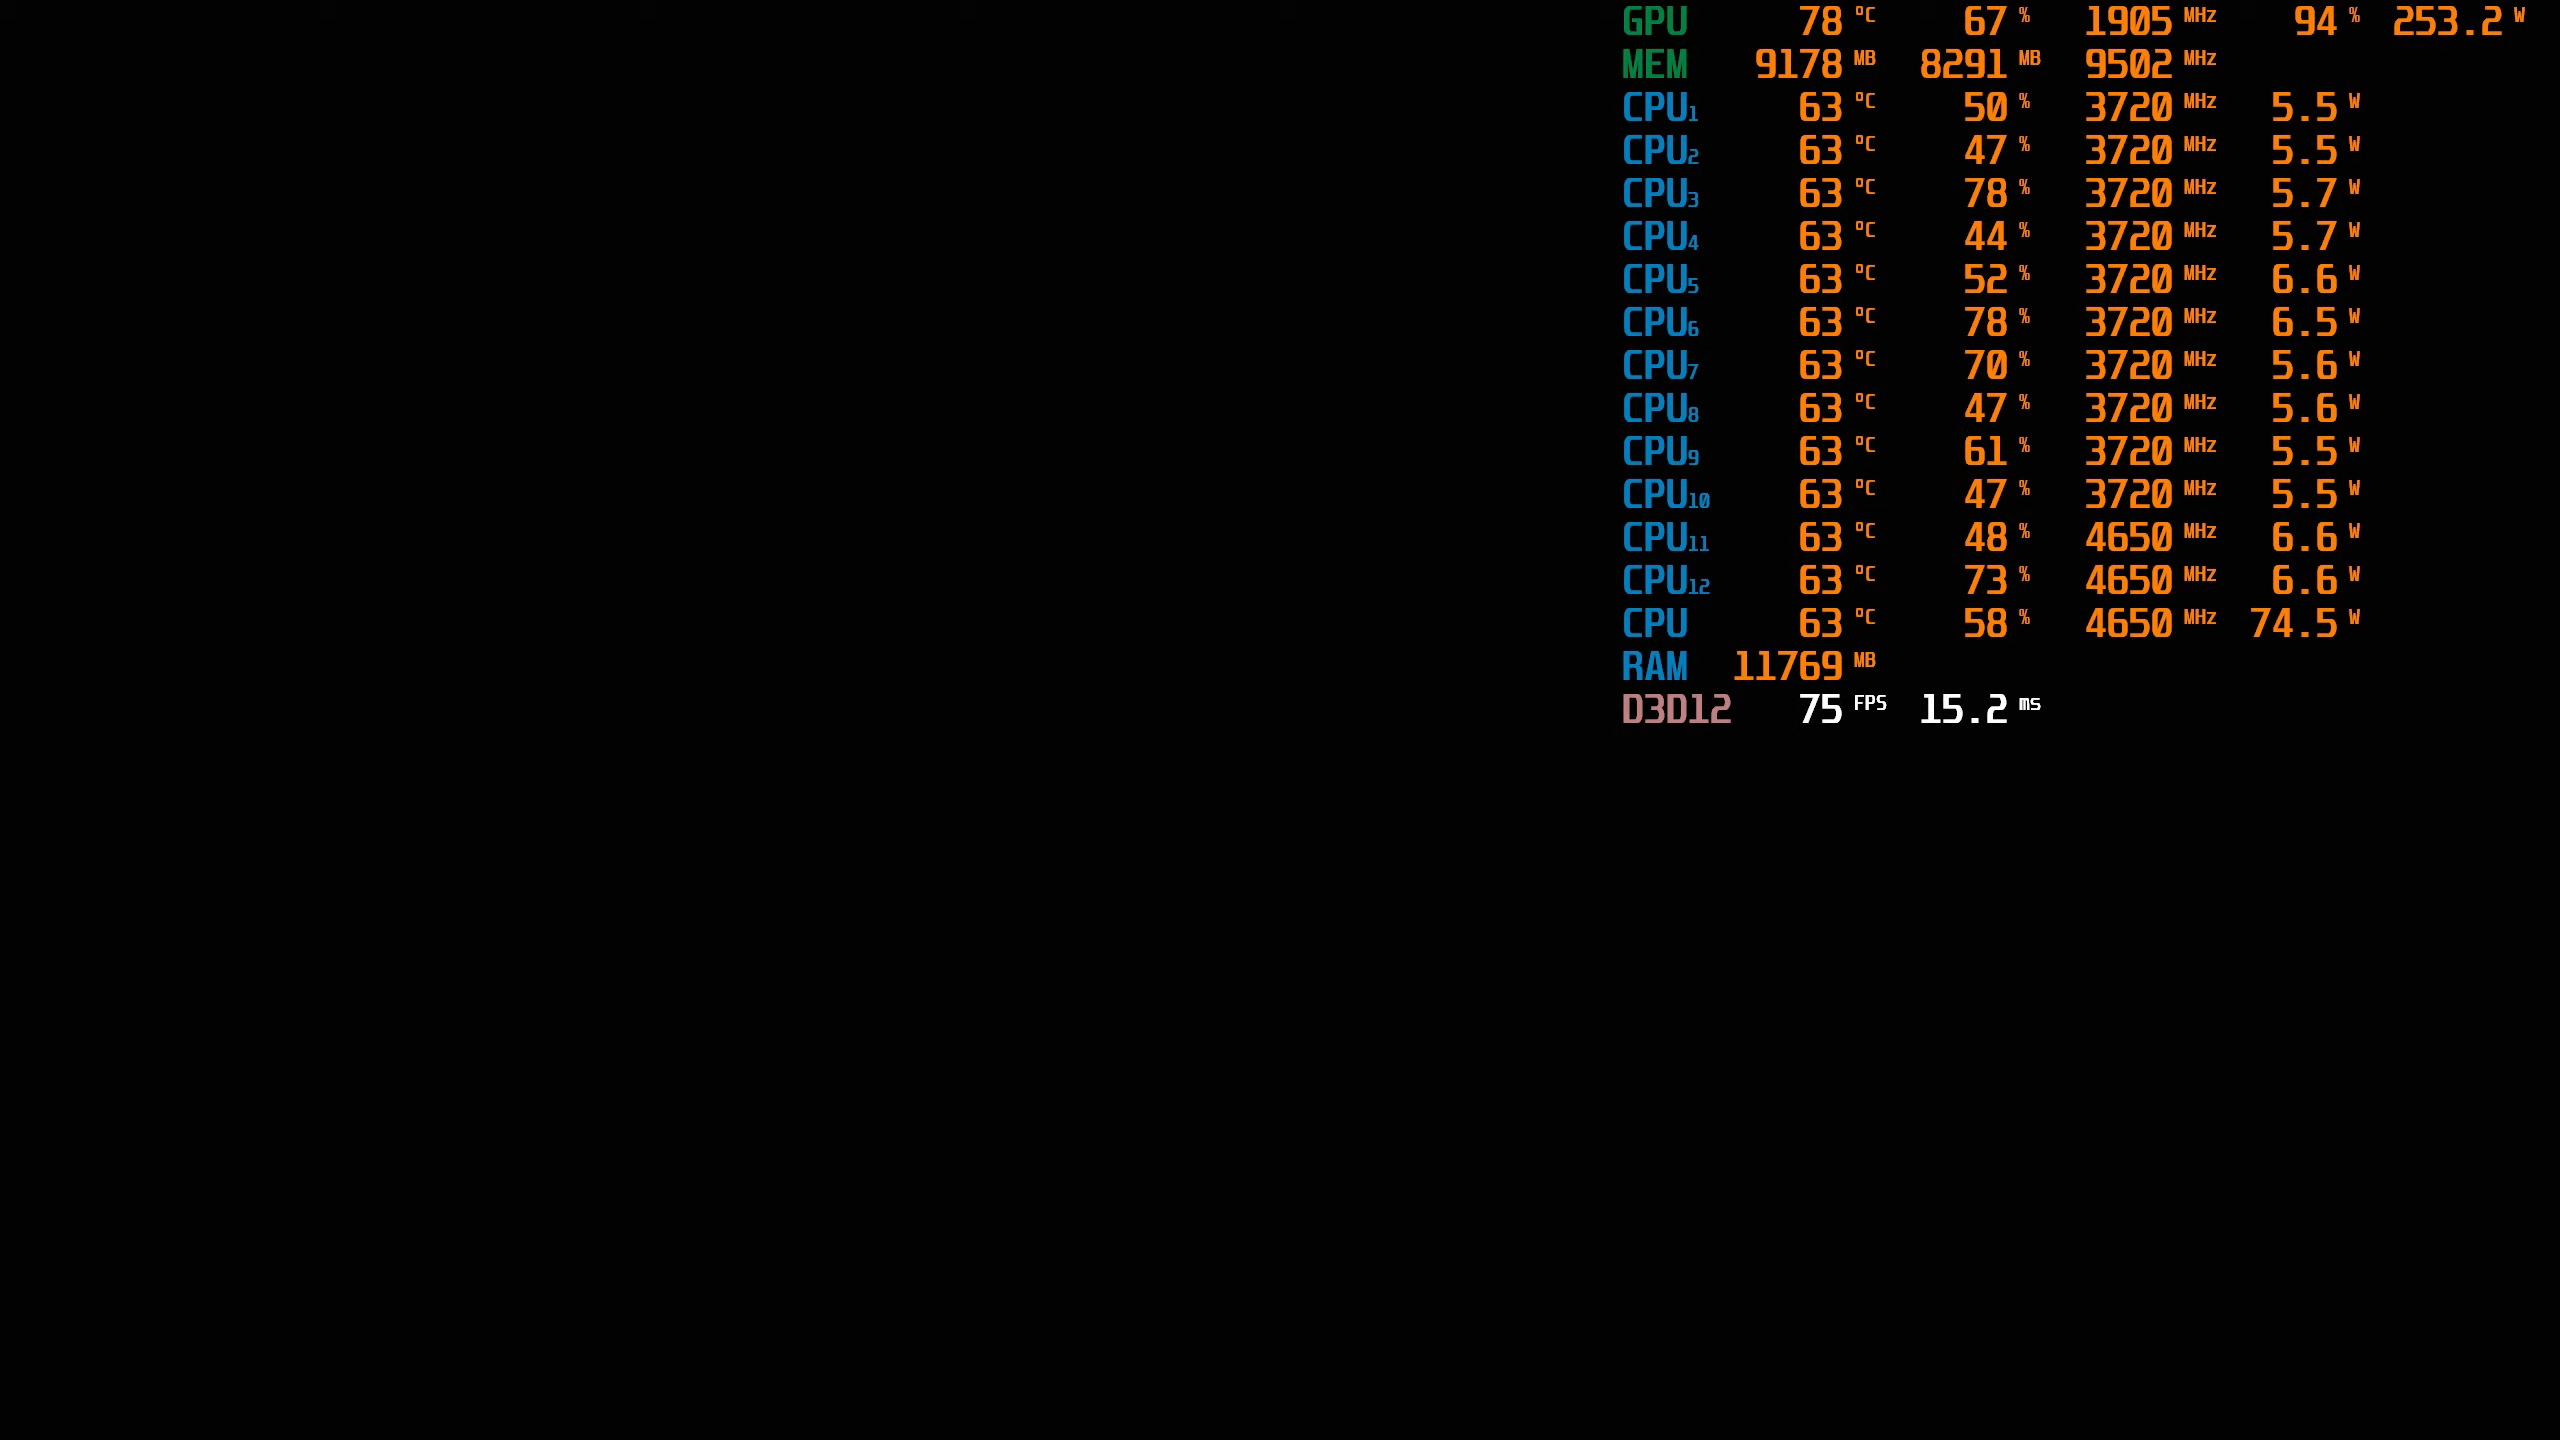 GPU 78 °C 67 % 1905 MHz 94 % 253.2 W
MEM 9178 MB 8291 MB 9502 MHz
CPU1 63 °C 50 % 3720 MHz 5.5 W
CPU2 63 °C 47 % 3720 MHz 5.5 W
CPU3 63 °C 78 % 3720 MHz 5.7 W
CPU4 63 °C 44 % 3720 MHz 5.7 W
CPU5 63 °C 52 % 3720 MHz 6.6 W
CPU6 63 °C 78 % 3720 MHz 6.5 W
CPU7 63 °C 70 % 3720 MHz 5.6 W
CPU8 63 °C 47 % 3720 MHz 5.6 W
CPU9 63 °C 61 % 3720 MHz 5.5 W
CPU10 63 °C 47 % 3720 MHz 5.5 W
CPU11 63 °C 48 % 4650 MHz 6.6 W
CPU12 63 °C 73 % 4650 MHz 6.6 W
CPU 63 °C 58 % 4650 MHz 74.5 W
RAM 11769 MB
D3D12 75 FPS 15.2 ms